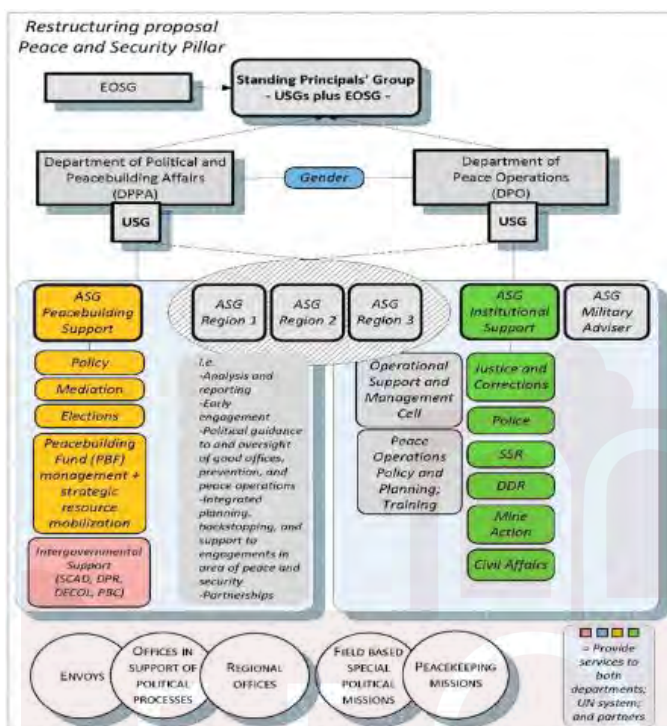 Restructuring proposal
Peace and Security Pillar
EOSG
Standing Principals' Group
- USGs plus EOSG -
Department of Political and
Peacebuilding Affairs
(DPPA)
USG
Gender
Department of
Peace Operations
(DPO)
USG
ASG
Peacebuilding
Support
Policy
Mediation
Elections
Peacebuilding
Fund (PBF)
management +
strategic
resource
mobilization
Intergovernmental
Support
(SCAD, DPR,
DECOL, PBC)
ASG
Region 1
ASG
Region 2
ASG
Region 3
i.e.
-Analysis and
reporting
-Early
engagement
-Political guidance
to and oversight
of good offices,
prevention, and
peace operations
-Integrated
planning,
backstopping, and
support to
engagements in
area of peace and
security
-Partnerships
Operational
Support and
Management
Cell
Peace
Operations
Policy and
Planning;
Training
ASG
Institutional
Support
Justice and
Corrections
Police
SSR
DDR
Mine
Action
Civil Affairs
ASG
Military
Adviser
ENVOYS
OFFICES IN
SUPPORT OF
POLITICAL
PROCESSES
REGIONAL
OFFICES
FIELD BASED
SPECIAL
POLITICAL
MISSIONS
PEACEKEEPING
MISSIONS
= Provide
services to
both
departments;
UN system;
and partners